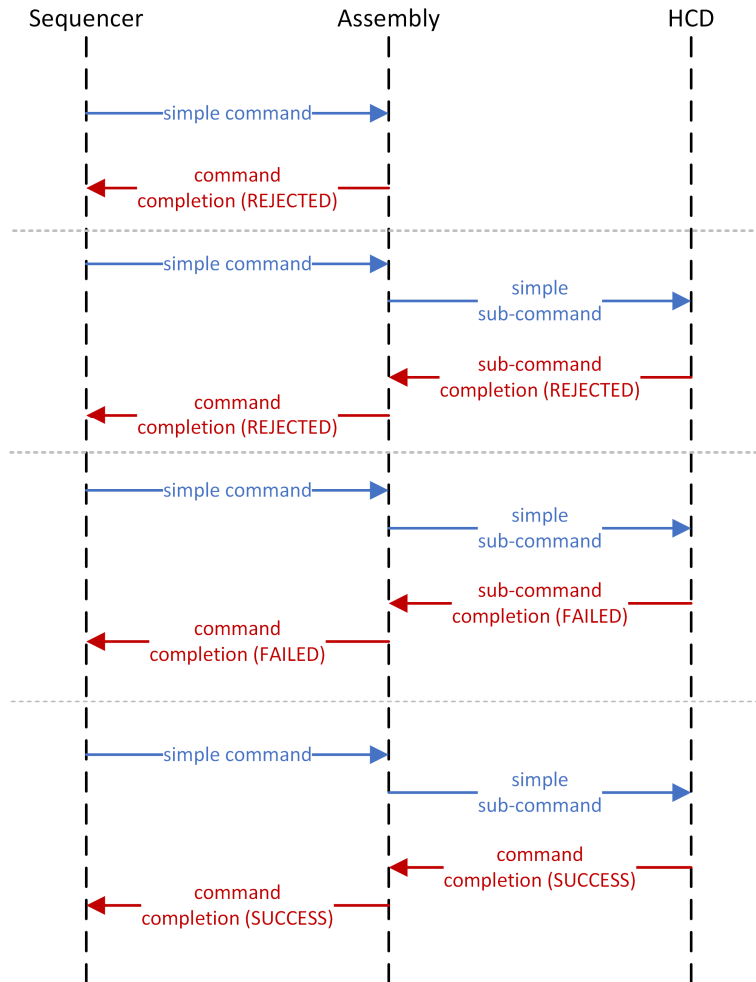 Sequencer
Assembly
HCD
simple command
command
completion (REJECTED)
simple command
simple
sub-command
sub-command
completion (REJECTED)
command
completion (REJECTED)
simple command
simple
sub-command
sub-command
completion (FAILED)
command
completion (FAILED)
simple command
simple
sub-command
command
completion (SUCCESS)
command
completion (SUCCESS)